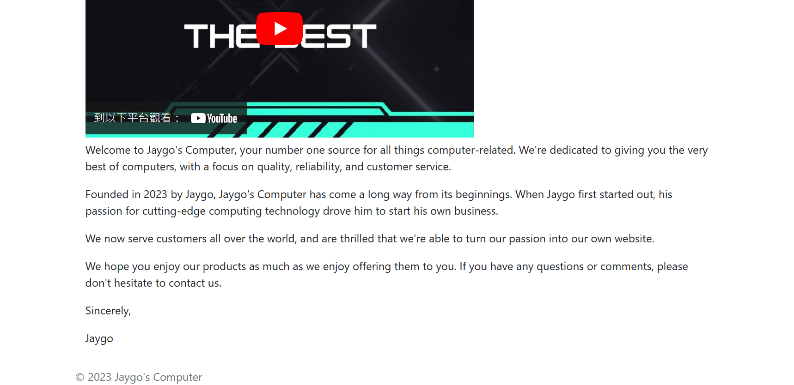 THE BEST
到以下平台觀看： YouTube
Welcome to Jaygo's Computer, your number one source for all things computer-related. We're dedicated to giving you the very
best of computers, with a focus on quality, reliability, and customer service.
Founded in 2023 by Jaygo, Jaygo's Computer has come a long way from its beginnings. When Jaygo first started out, his
passion for cutting-edge computing technology drove him to start his own business.
We now serve customers all over the world, and are thrilled that we're able to turn our passion into our own website.
We hope you enjoy our products as much as we enjoy offering them to you. If you have any questions or comments, please
don't hesitate to contact us.
Sincerely,
Jaygo
© 2023 Jaygo's Computer